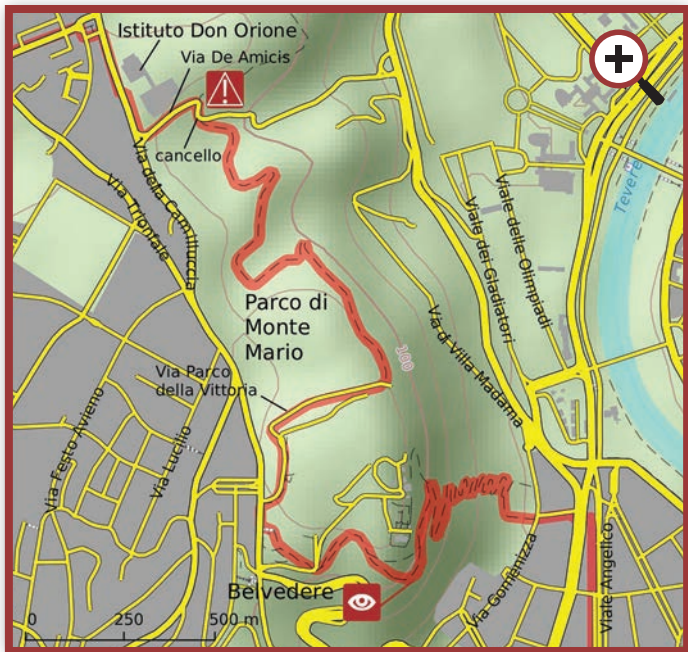 Istituto Don Orione
Via De Amicis
cancello
Via della Camilluccia
Via Trionfale
Tevere
Viale delle Olimpiadi
Viale dei Gladiatori
Parco di
Monte
Mario
100
Via di Villa Madama
Via Parco
della Vittoria
Via Festo Avieno
Via Lucilio
Belvedere
Via Gomenizza
Viale Angelico
0 250 500 m